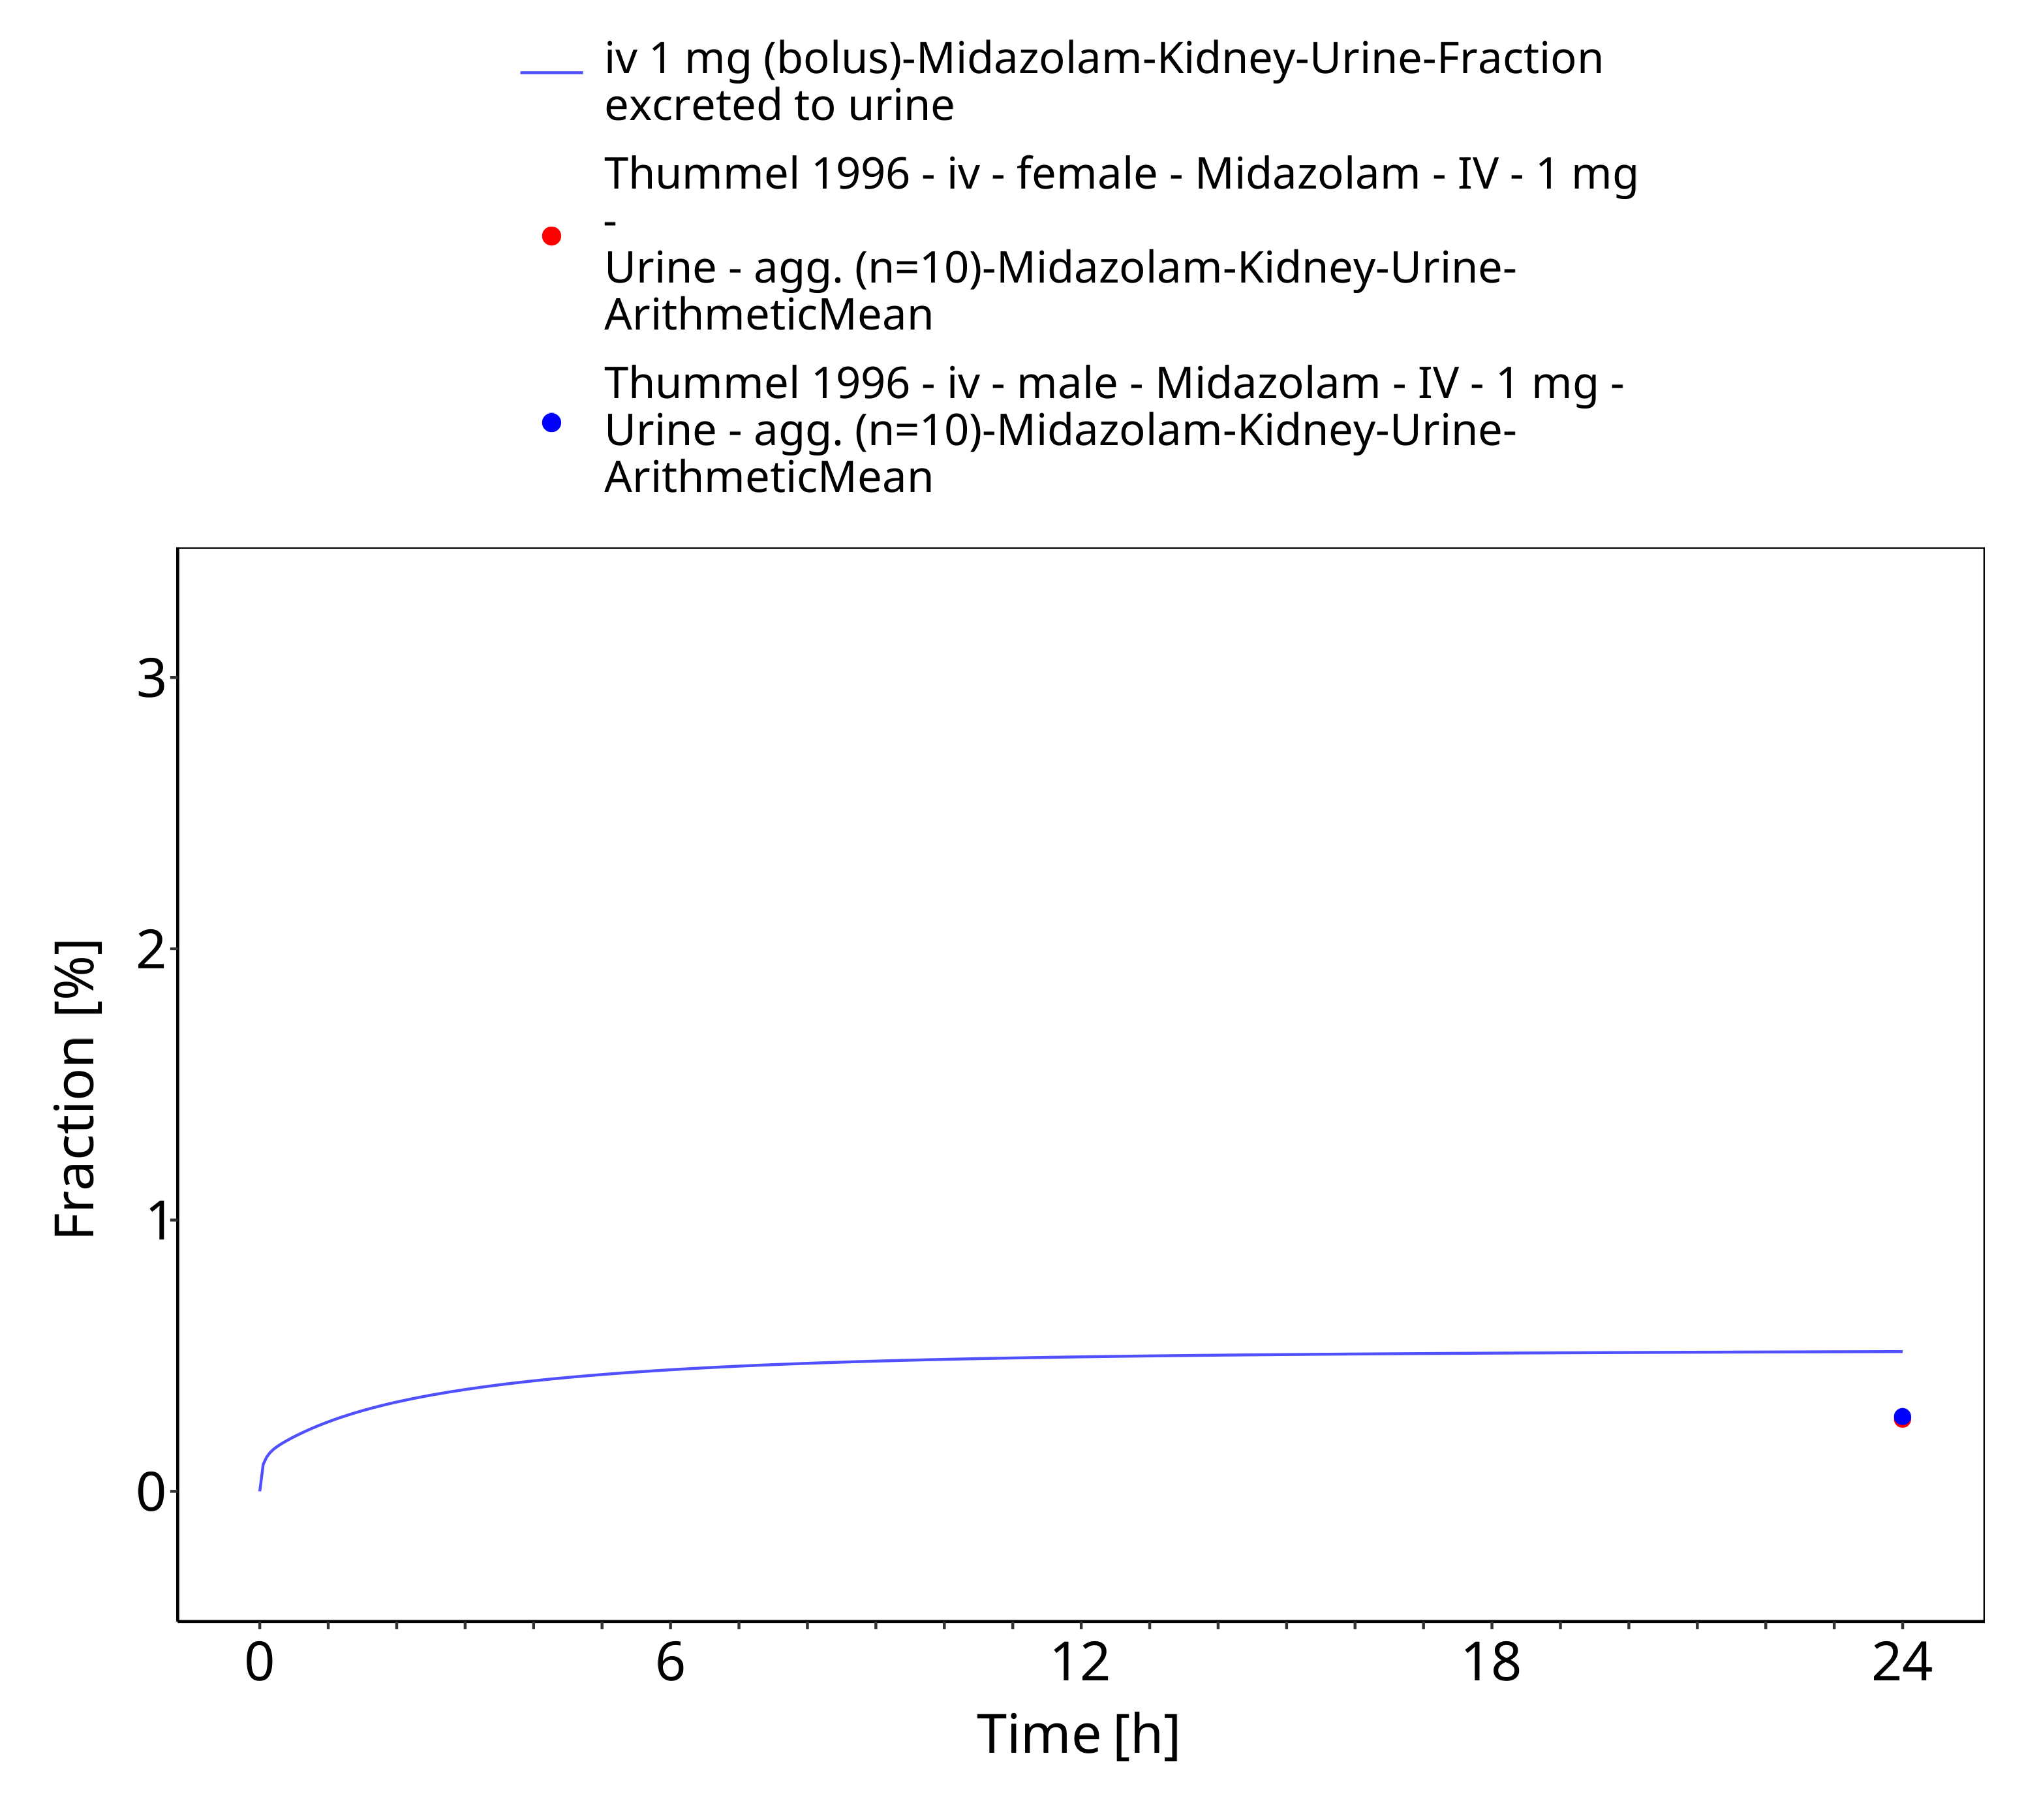 iv 1 mg (bolus)-Midazolam-Kidney-Urine-Fraction
excreted to urine
Thummel 1996 - iv - female - Midazolam - IV - 1 mg
-
Urine - agg. (n=10)-Midazolam-Kidney-Urine-
ArithmeticMean
Thummel 1996 - iv - male - Midazolam - IV - 1 mg -
Urine - agg. (n=10)-Midazolam-Kidney-Urine-
ArithmeticMean
3
2
1
0
Fraction [%]
0 6 12 18 24
Time [h]